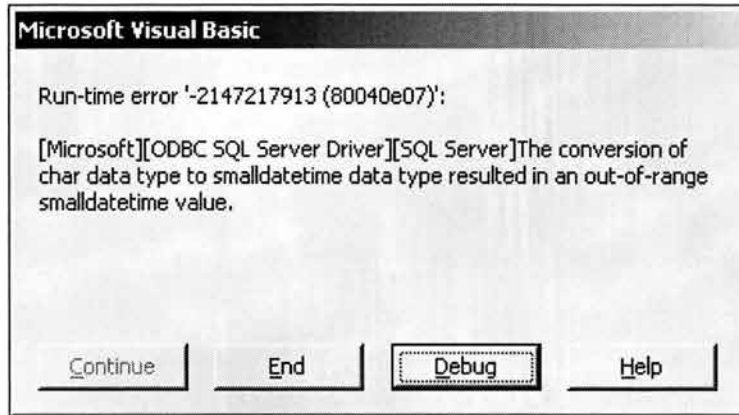 Microsoft Visual Basic
Run-time error '-2147217913 (80040e07)':
[Microsoft][ODBC SQL Server Driver][SQL Server]The conversion of
char data type to smalldatetime data type resulted in an out-of-range
smalldatetime value.
Continue End Debug Help